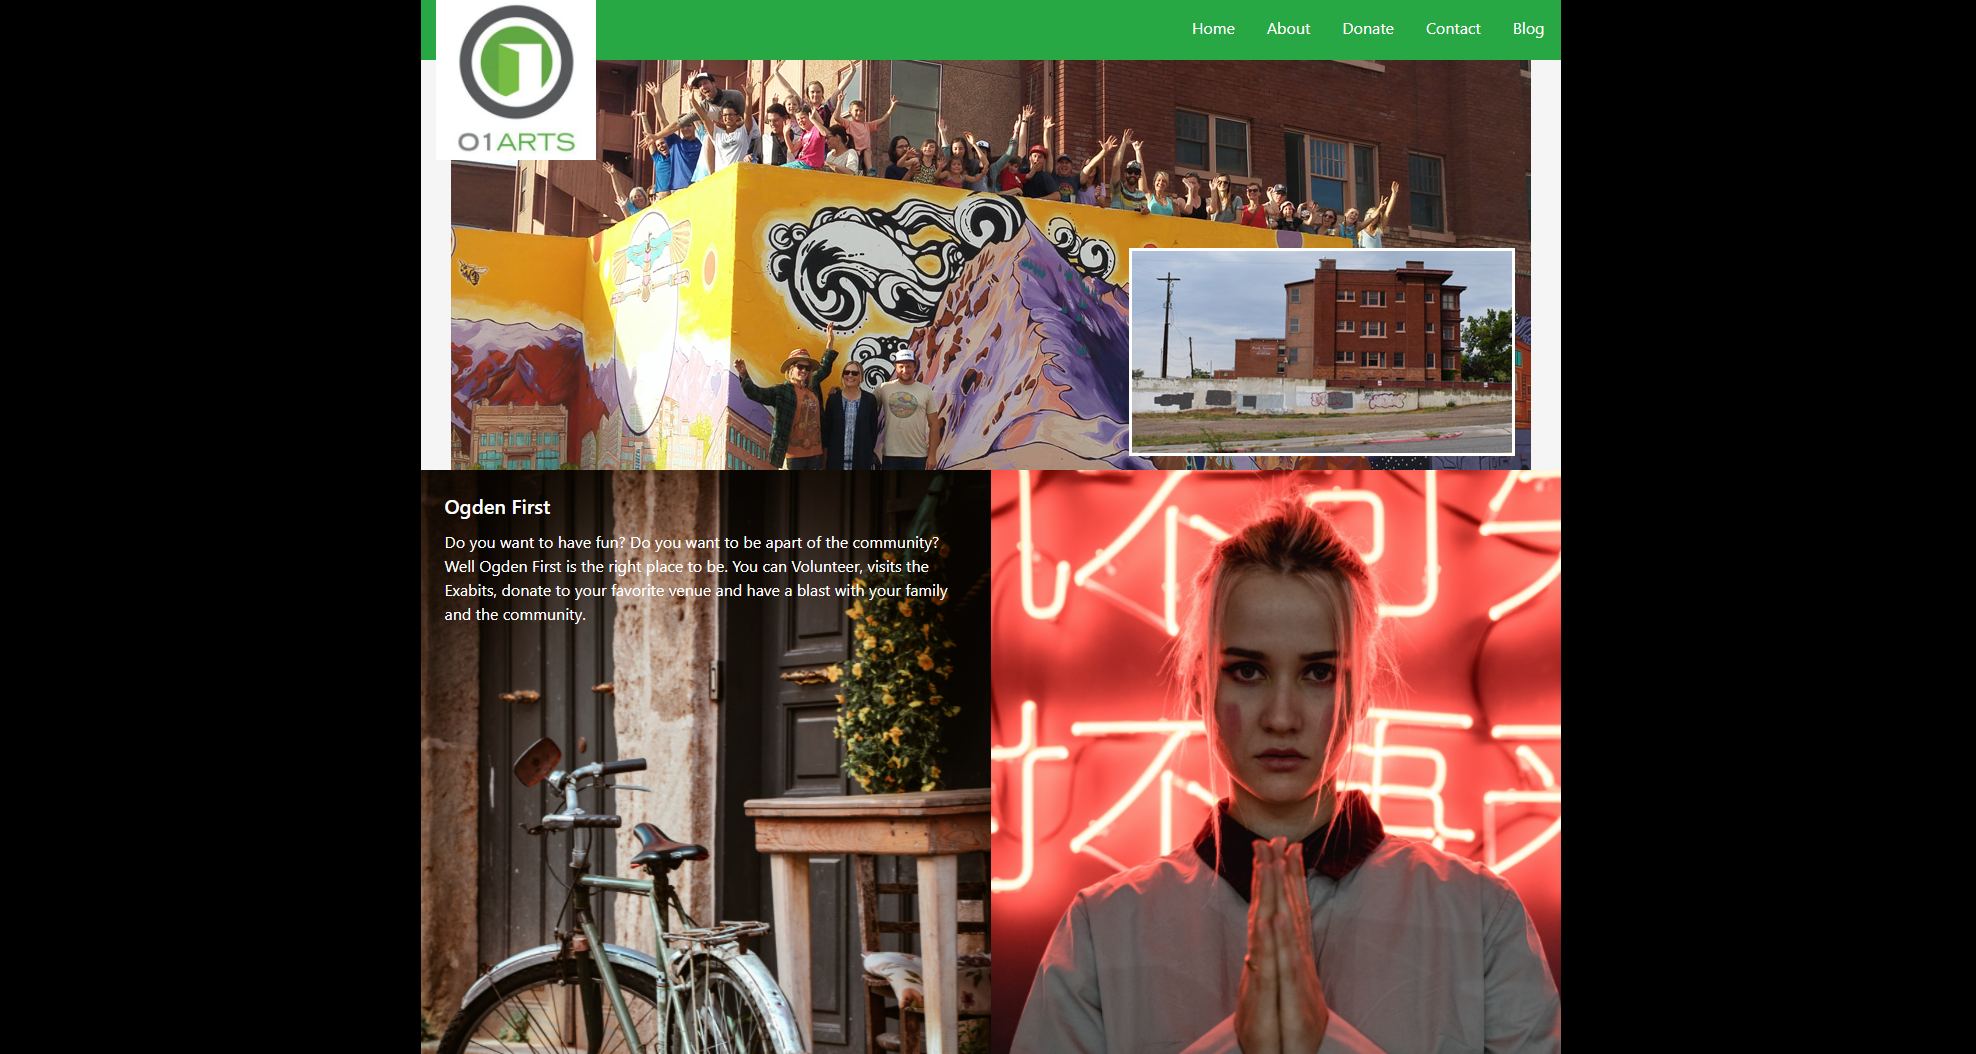 O1ARTS
Home About Donate Contact Blog
Ogden First
Do you want to have fun? Do you want to be apart of the community?
Well Ogden First is the right place to be. You can Volunteer, visits the
Exabits, donate to your favorite venue and have a blast with your family
and the community.